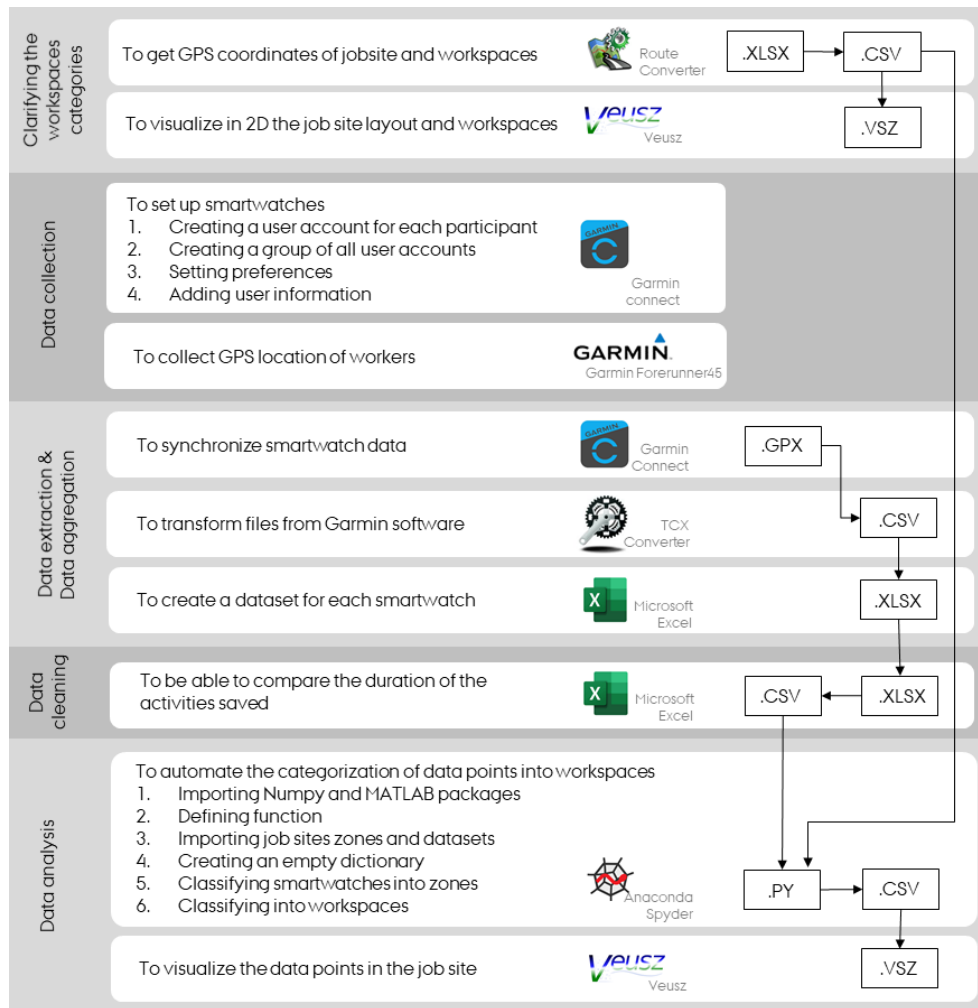 Clarifying the
workspaces
categories
To get GPS coordinates of jobsite and workspaces
Route
Converter
.XLSX
.CSV
To visualize in 2D the job site layout and workspaces
Veusz
Veusz
.VSZ
Data collection
To set up smartwatches
1. Creating a user account for each participant
2. Creating a group of all user accounts
3. Setting preferences
4. Adding user information
GARMIN
C
Garmin
connect
To collect GPS location of workers
GARMIN.
Garmin Forerunner45
Data extraction &
Data aggregation
To synchronize smartwatch data
GARMIN
C
Garmin
Connect
.GPX
To transform files from Garmin software
TCX
Converter
.CSV
To create a dataset for each smartwatch
X
Microsoft
Excel
.XLSX
Data
cleaning
To be able to compare the duration of the
activities saved
X
Microsoft
Excel
.CSV
.XLSX
Data analysis
To automate the categorization of data points into workspaces
1. Importing Numpy and MATLAB packages
2. Defining function
3. Importing job sites zones and datasets
4. Creating an empty dictionary
5. Classifying smartwatches into zones
6. Classifying into workspaces
Anaconda
Spyder
.PY
.CSV
To visualize the data points in the job site
Veusz
Veusz
.VSZ